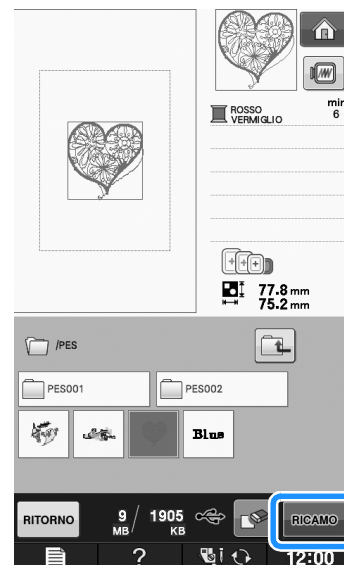 ROSSO
VERMIGLIO
min
6
77.8 mm
75.2 mm
/PES
PES001
PES002
Blue
RITORNO
9 MB / 1905 KB
RICAMO
?
12:00